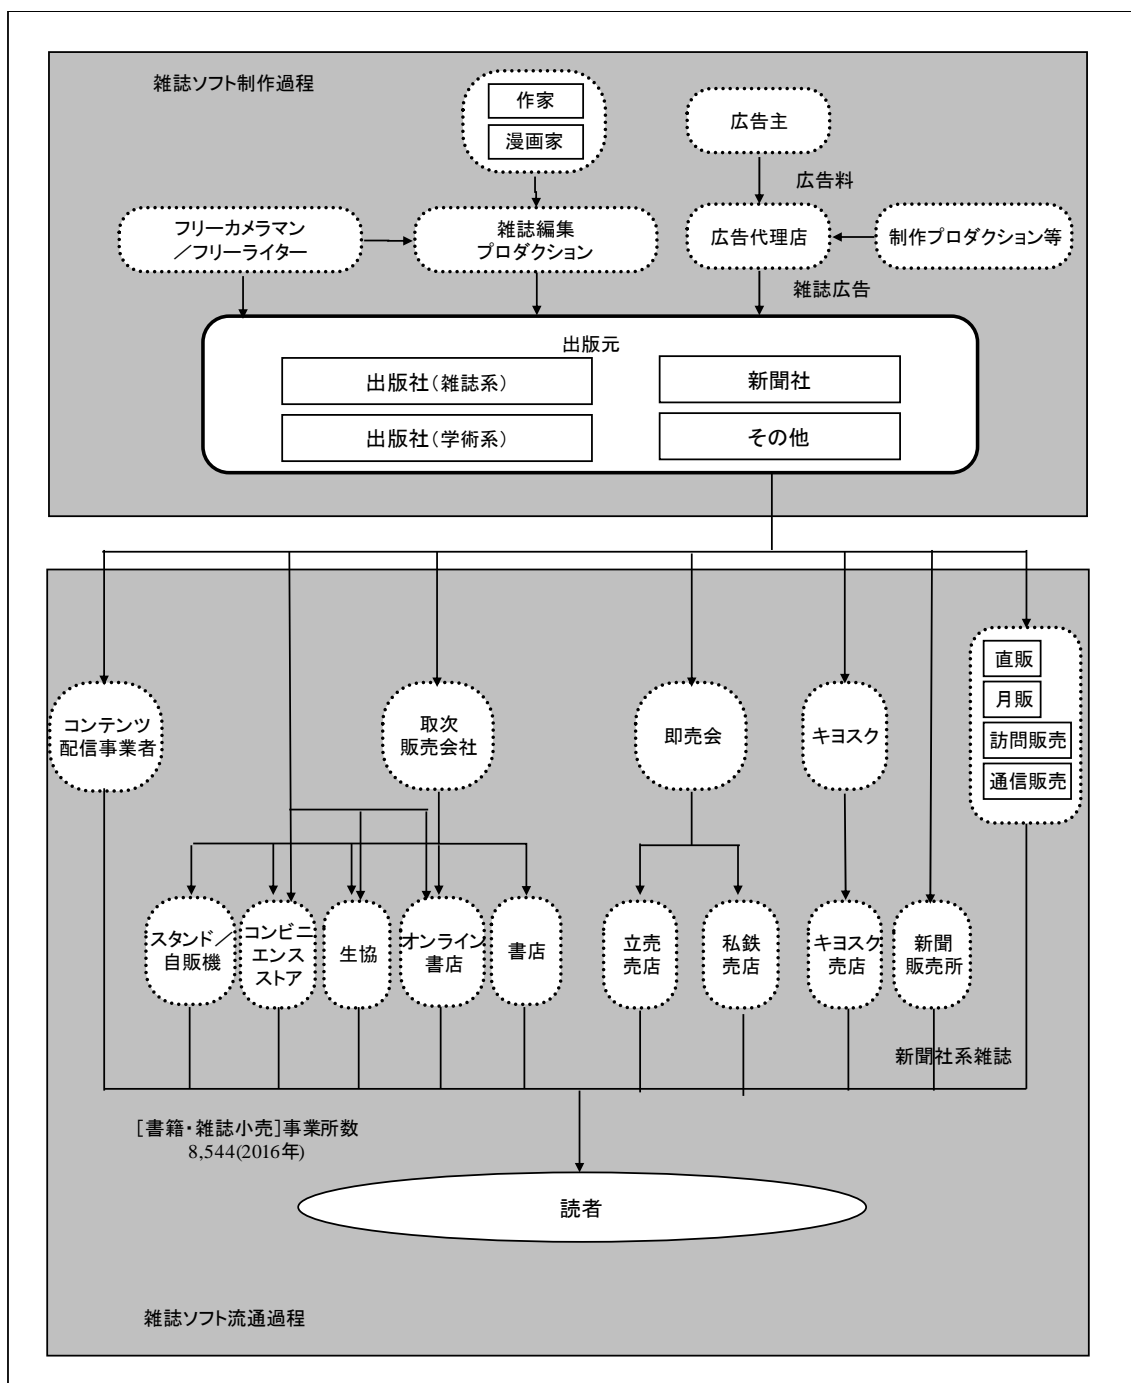 雑誌ソフト制作過程
作家
漫画家
広告主
広告料
フリーカメラマン
／フリーライター
雑誌編集
プロダクション
広告代理店
制作プロダクション等
雑誌広告
出版元
出版社（雑誌系）
新聞社
出版社（学術系）
その他
直販
月販
訪問販売
通信販売
コンテンツ
配信事業者
取次
販売会社
即売会
キヨスク
スタンド／
自販機
コンビニ
エンス
ストア
生協
オンライン
書店
書店
立売
売店
私鉄
売店
キヨスク
売店
新聞
販売所
新聞社系雑誌
［書籍・雑誌小売］事業所数
8,544(2016年)
読者
雑誌ソフト流通過程